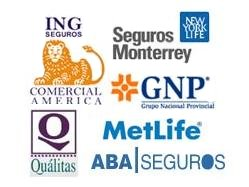 ING
SEGUROS
COMERCIAL
AMERICA
Seguros
Monterrey
NEW
YORK
LIFE
GNP®
Grupo Nacional Provincial
Q
Quálitas
MetLife®
ABA|SEGUROS